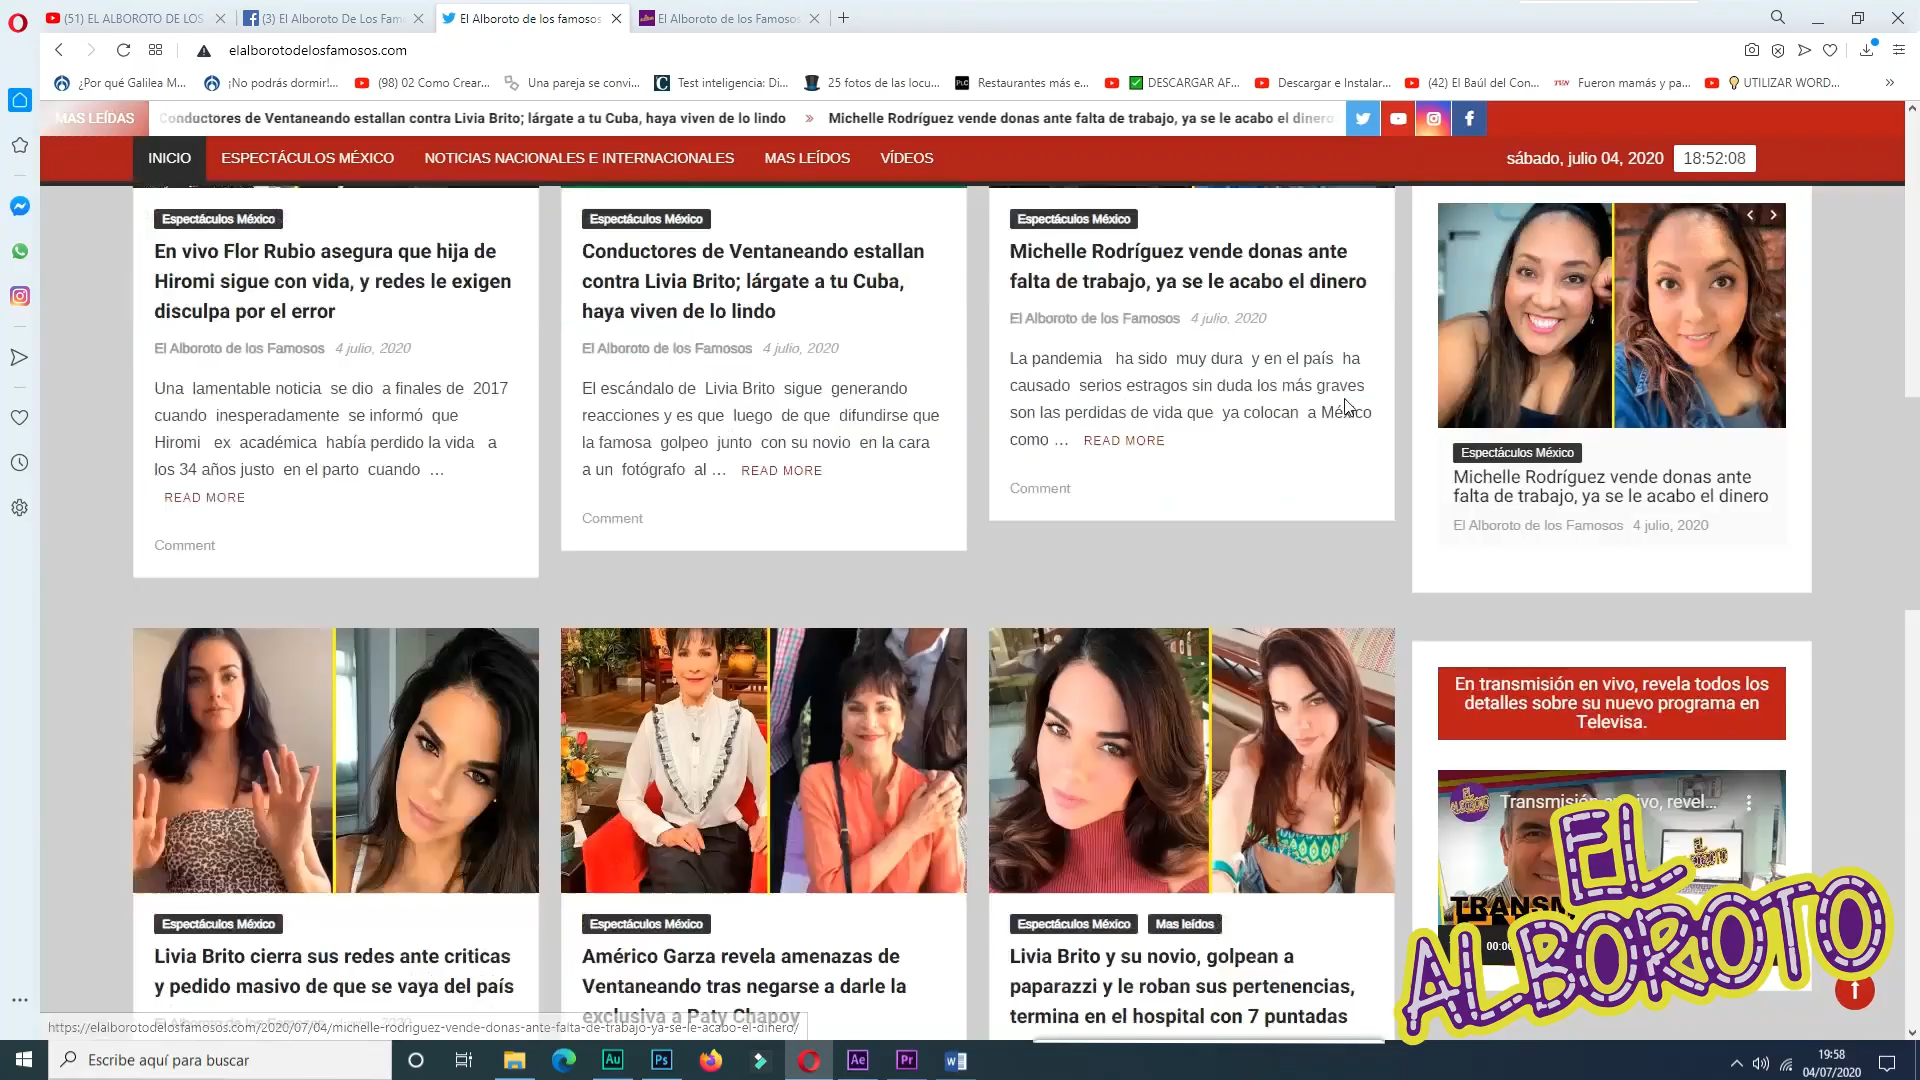 (51) EL ALBOROTO DE LOS
(3) El Alboroto De Los Fam
El Alboroto de los famosos
El Alboroto de los Famosos
elalborotodelosfamosos.com
¿Por qué Galilea M...
¡No podrás dormir!...
(98) 02 Como Crear...
Una pareja se convi...
Test inteligencia: Di...
25 fotos de las locu...
Restaurantes más e...
DESCARGAR AF...
Descargar e Instalar...
(42) El Baúl del Con...
Fueron mamás y pa...
UTILIZAR WORD...
MAS LEÍDAS
Conductores de Ventaneando estallan contra Livia Brito; lárgate a tu Cuba, haya viven de lo lindo » Michelle Rodríguez vende donas ante falta de trabajo, ya se le acabo el dinero
INICIO ESPECTÁCULOS MÉXICO NOTICIAS NACIONALES E INTERNACIONALES MAS LEÍDOS VÍDEOS
sábado, julio 04, 2020 18:52:08
Espectáculos México
En vivo Flor Rubio asegura que hija de
Hiromi sigue con vida, y redes le exigen
disculpa por el error
El Alboroto de los Famosos 4 julio, 2020
Una lamentable noticia se dio a finales de 2017
cuando inesperadamente se informó que
Hiromi ex académica había perdido la vida a
los 34 años justo en el parto cuando …
READ MORE
Comment
Espectáculos México
Conductores de Ventaneando estallan
contra Livia Brito; lárgate a tu Cuba,
haya viven de lo lindo
El Alboroto de los Famosos 4 julio, 2020
El escándalo de Livia Brito sigue generando
reacciones y es que luego de que difundirse que
la famosa golpeo junto con su novio en la cara
a un fotógrafo al … READ MORE
Comment
Espectáculos México
Michelle Rodríguez vende donas ante
falta de trabajo, ya se le acabo el dinero
El Alboroto de los Famosos 4 julio, 2020
La pandemia ha sido muy dura y en el país ha
causado serios estragos sin duda los más graves
son las perdidas de vida que ya colocan a México
como … READ MORE
Comment
Espectáculos México
Michelle Rodríguez vende donas ante
falta de trabajo, ya se le acabo el dinero
El Alboroto de los Famosos 4 julio, 2020
En transmisión en vivo, revela todos los
detalles sobre su nuevo programa en
Televisa.
Transmisión en vivo, revel...
TRANSM
00:00
EL
ALBOROTO
Espectáculos México
Livia Brito cierra sus redes ante criticas
y pedido masivo de que se vaya del país
Espectáculos México
Américo Garza revela amenazas de
Ventaneando tras negarse a darle la
exclusiva a Paty Chapoy
Espectáculos México Mas leídos
Livia Brito y su novio, golpean a
paparazzi y le roban sus pertenencias,
termina en el hospital con 7 puntadas
https://elalborotodelosfamosos.com/2020/07/04/michelle-rodriguez-vende-donas-ante-falta-de-trabajo-ya-se-le-acabo-el-dinero/
Escribe aquí para buscar
Au
Ps
Ae
Pr
19:58
04/07/2020